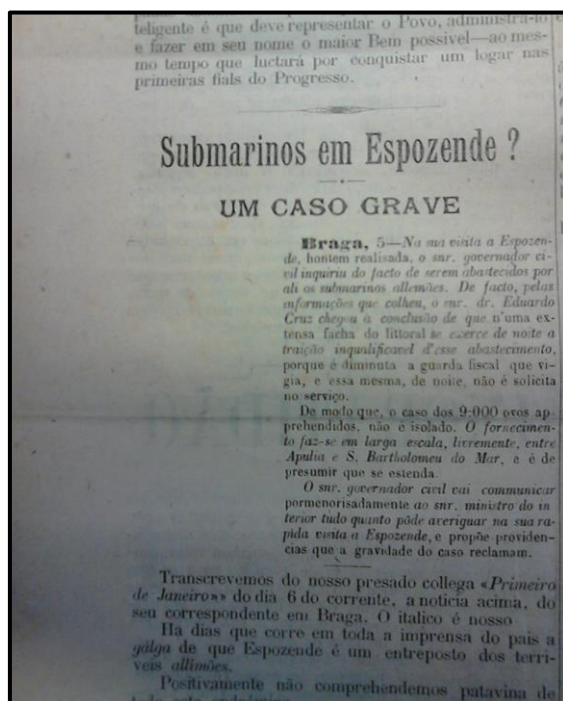 teligente é que deve representar o Povo, administra-lo
e fazer em seu nome o maior Bem possivel—ao mes-
mo tempo que luctará por conquistar um logar nas
primeiras fials do Progresso.
Submarinos em Espozende ?
UM CASO GRAVE
Braga, 5—Na sua visita a Espozen-
de, hontem realisada, o snr. governador ci-
vil inquiriu do facto de serem abastecidos por
ali os submarinos allemães. De facto, pelas
informações que colheu, o snr. dr. Eduardo
Cruz chegou á conclusão de que n'uma ex-
tensa facha do littoral se exerce de noite a
traição inqualificavel d'esse abastecimento,
porque é diminuta a guarda fiscal que vi-
gia, e essa mesma, de noite, não é solicita
no serviço.
De modo que, o caso dos 9:000 ovos ap-
prehendidos, não é isolado. O fornecimen-
to faz-se em larga escala, livremente, entre
Apulia e S. Bartholomeu do Mar, e é de
presumir que se estenda.
O snr. governador civil vai communicar
pormenorisadamente ao snr. ministro do in
terior tudo quanto pôde averiguar na sua ra-
pida visita a Espozende, e propõe providen-
cias que a gravidade do caso reclamam.
Transcrevemos do nosso presado collega «Primeiro
de Janeiro»» do dia 6 do corrente, a noticia acima, do
seu correspondente em Braga. O italico é nosso
Ha dias que corre em toda a imprensa do pais a
gálga de que Espozende é um entreposto dos terri-
veis allimões.
Positivamente não comprehendemos patavina de